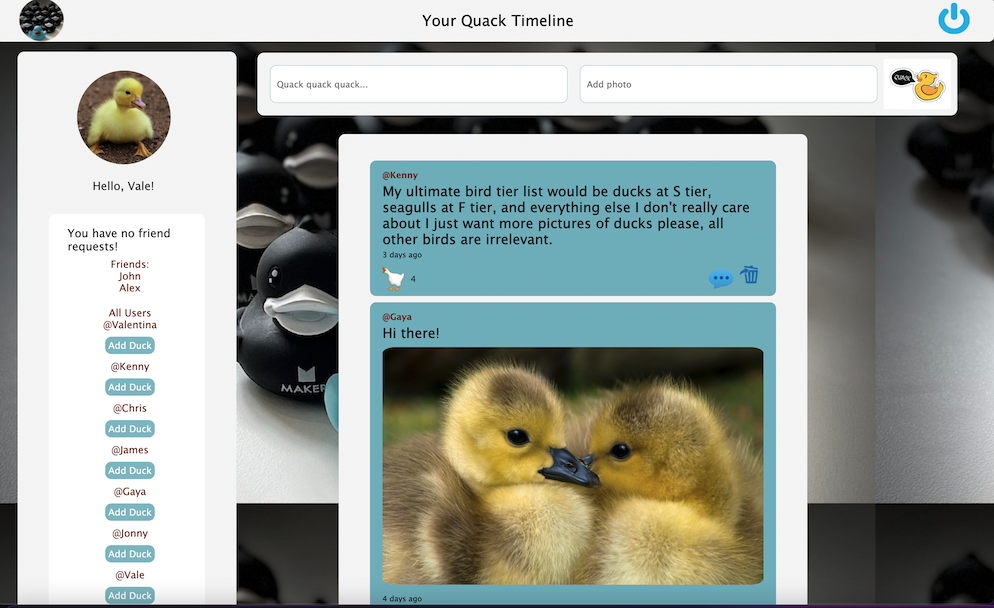 Your Quack Timeline
Hello, Vale!
You have no friend
requests!
Friends:
John
Alex
All Users
@Valentina
Add Duck
@Kenny
Add Duck
@Chris
Add Duck
@James
Add Duck
@Gaya
Add Duck
@Jonny
Add Duck
@Vale
Add Duck
Quack quack quack...
Add photo
QUACK
@Kenny
My ultimate bird tier list would be ducks at S tier,
seagulls at F tier, and everything else I don't really care
about I just want more pictures of ducks please, all
other birds are irrelevant.
3 days ago
4
@Gaya
Hi there!
4 days ago
MAKER